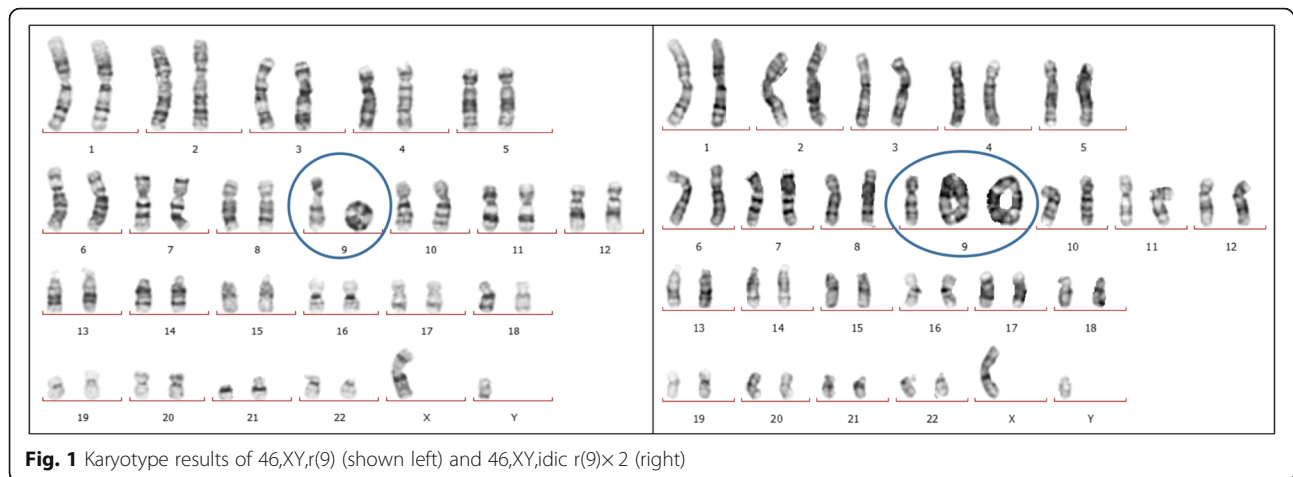 1 2 3 4 5
6 7 8 9 10 11 12
13 14 15 16 17 18
19 20 21 22 X Y
1 2 3 4 5
6 7 8 9 10 11 12
13 14 15 16 17 18
19 20 21 22 X Y
Fig. 1 Karyotype results of 46,XY,r(9) (shown left) and 46,XY,idic r(9)× 2 (right)